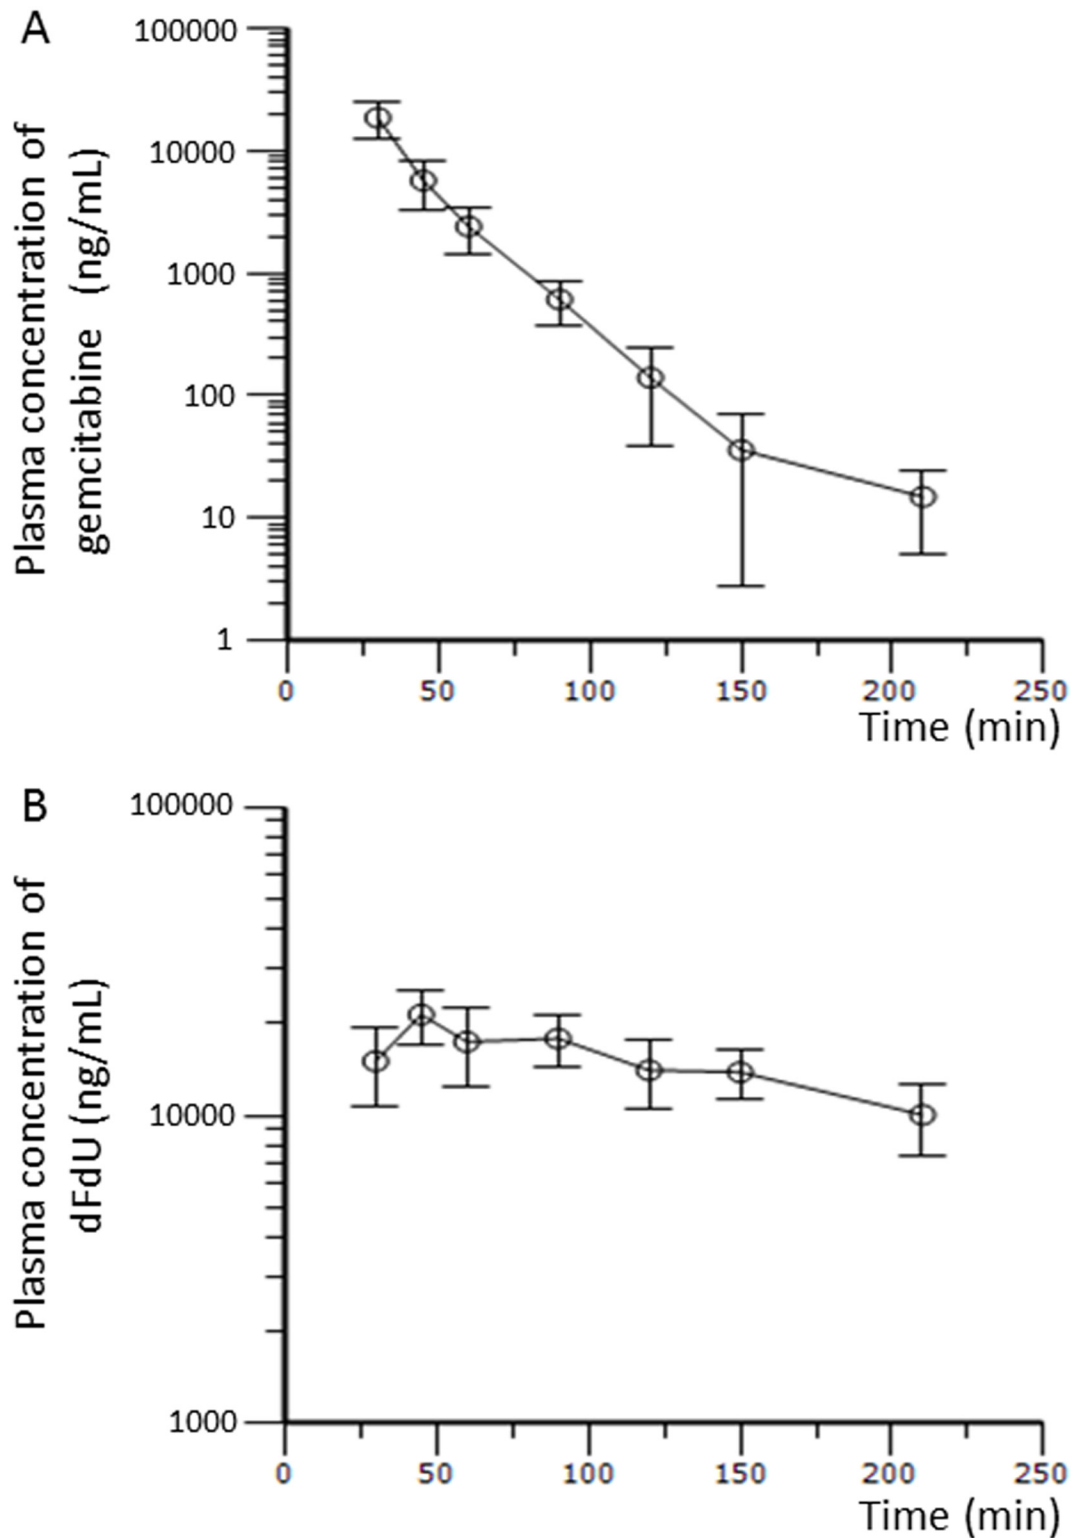 A
Plasma concentration of
gemcitabine (ng/mL)
100000
10000
1000
100
10
1
0 50 100 150 200 250
Time (min)
B
Plasma concentration of
dFdU (ng/mL)
100000
10000
1000
0 50 100 150 200 250
Time (min)